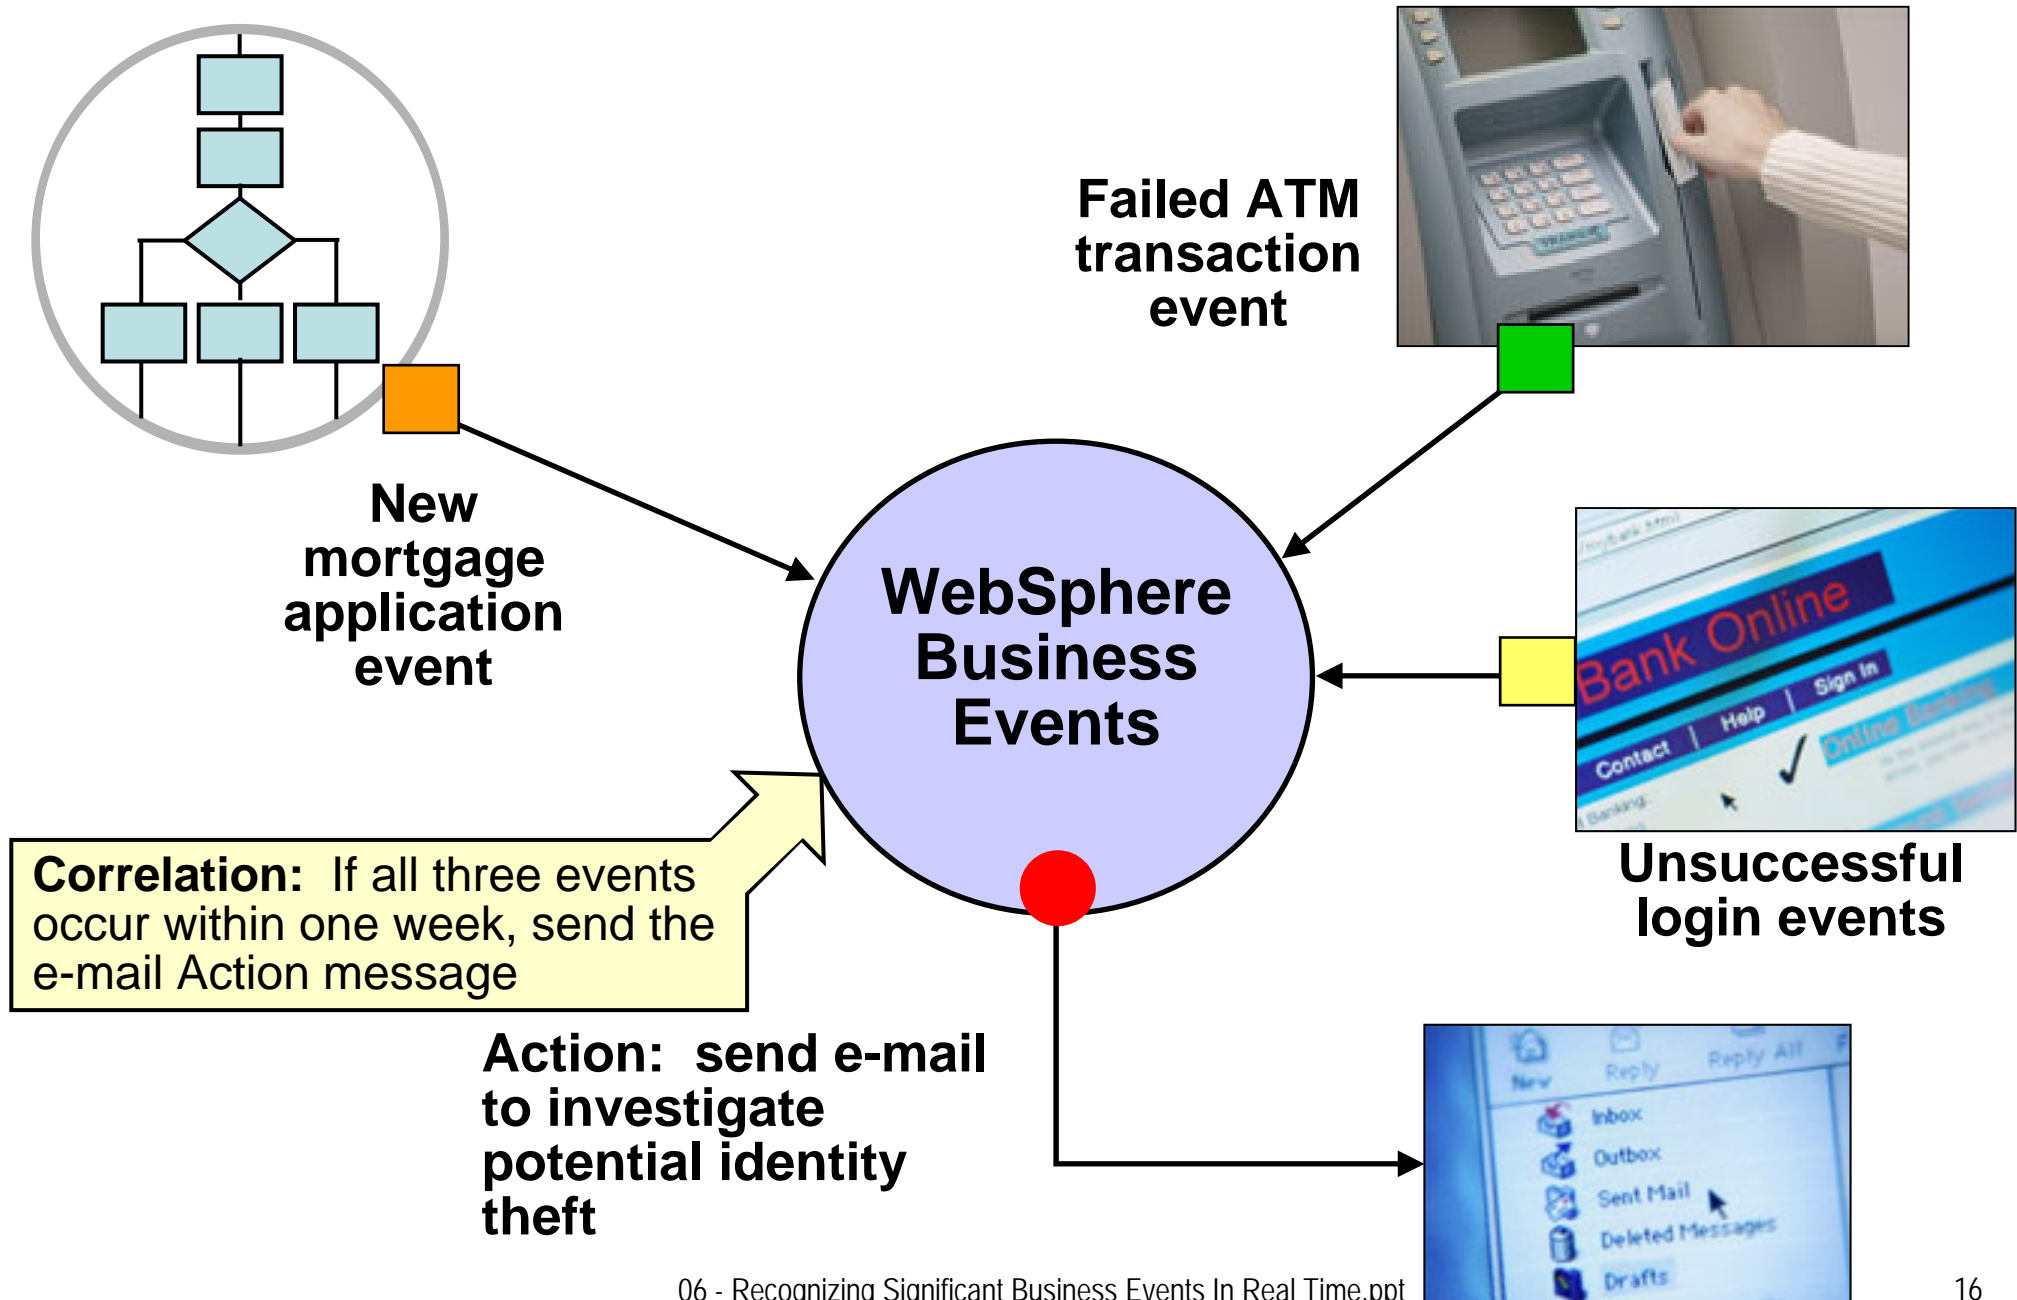 Failed ATM
transaction
event
New
mortgage
application
event
WebSphere
Business
Events
Bank Online
Contact | Help | Sign In
Online Banking
Banking:
Unsuccessful
login events
Correlation:  If all three events
occur within one week, send the
e-mail Action message
Action:  send e-mail
to investigate
potential identity
theft
New Reply Reply All F
Inbox
Outbox
Sent Mail
Deleted Messages
Drafts
06 - Recognizing Significant Business Events In Real Time.ppt
16